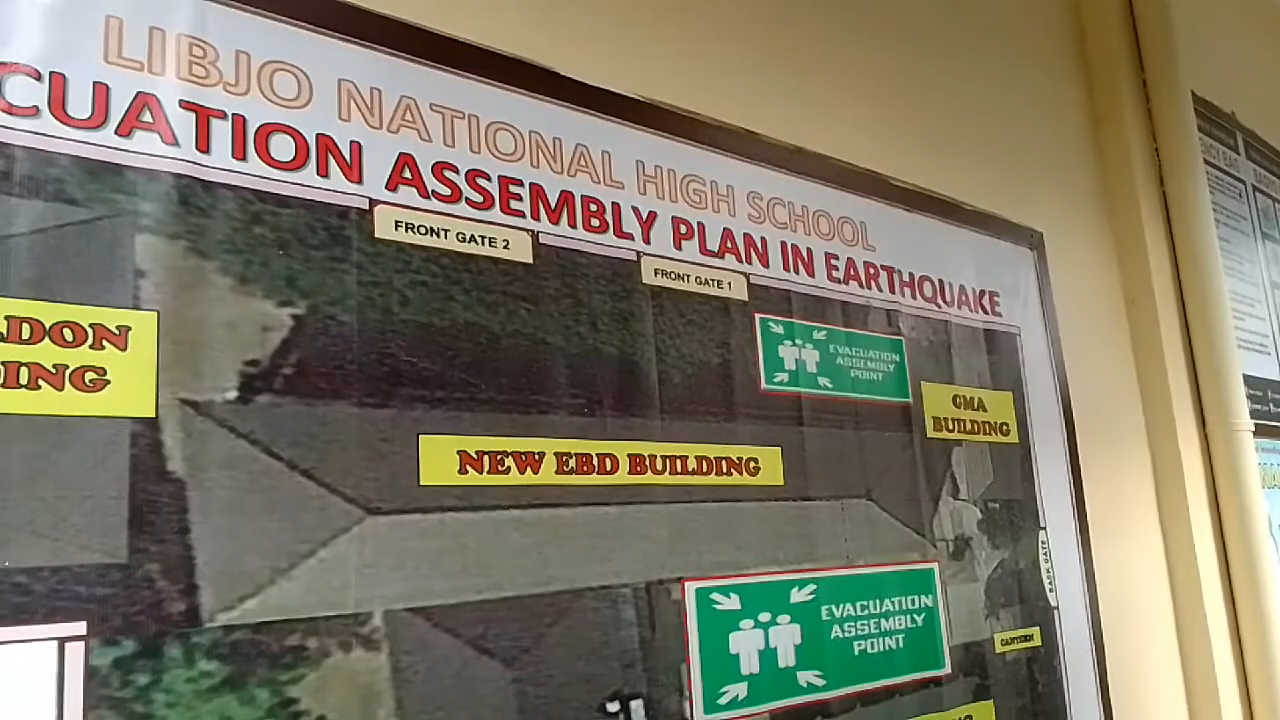 LIBJO NATIONAL HIGH SCHOOL
CUATION ASSEMBLY PLAN IN EARTHQUAKE
FRONT GATE 2
FRONT GATE 1
DON
ING
EVACUATION
ASSEMBLY
POINT
GMA
BUILDING
NEW EBD BUILDING
BACK GATE
EVACUATION
ASSEMBLY
POINT
CANTEEN